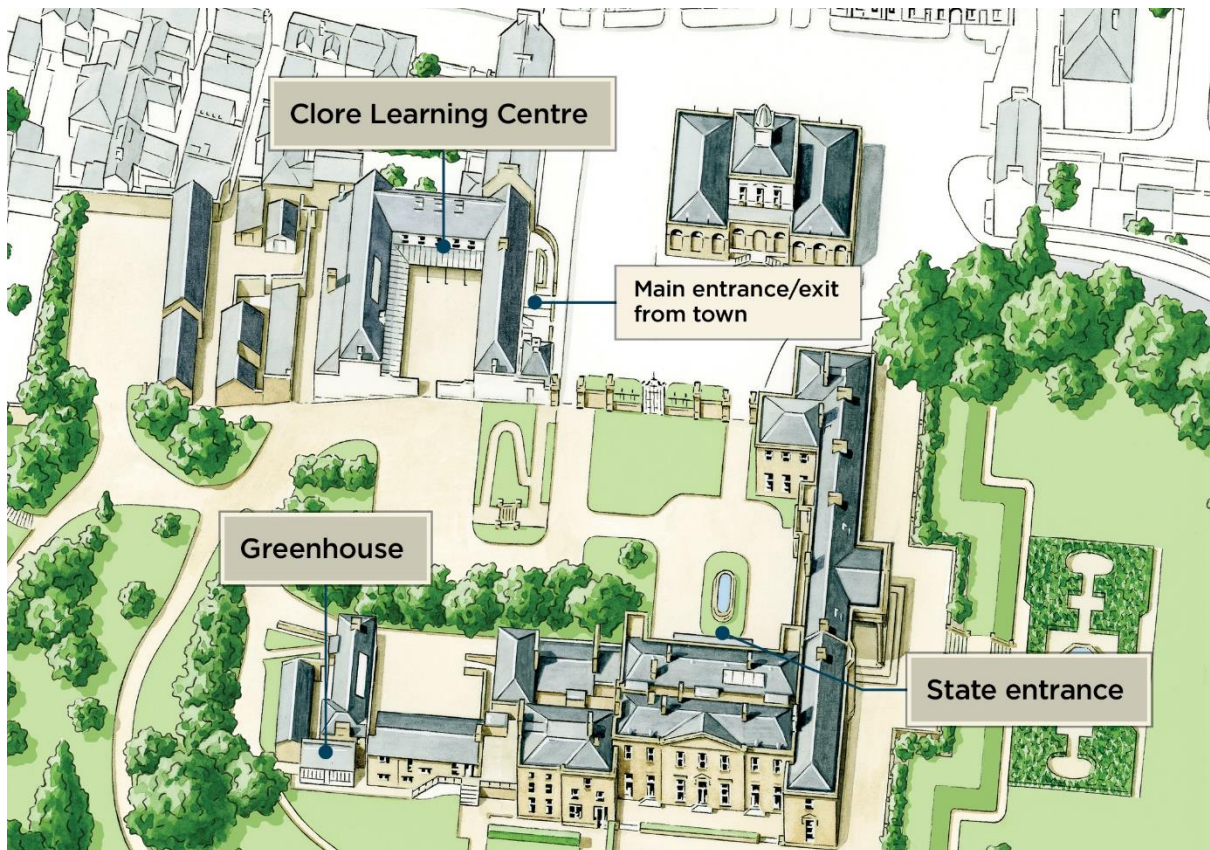 Clore Learning Centre
Main entrance/exit
from town
Greenhouse
State entrance